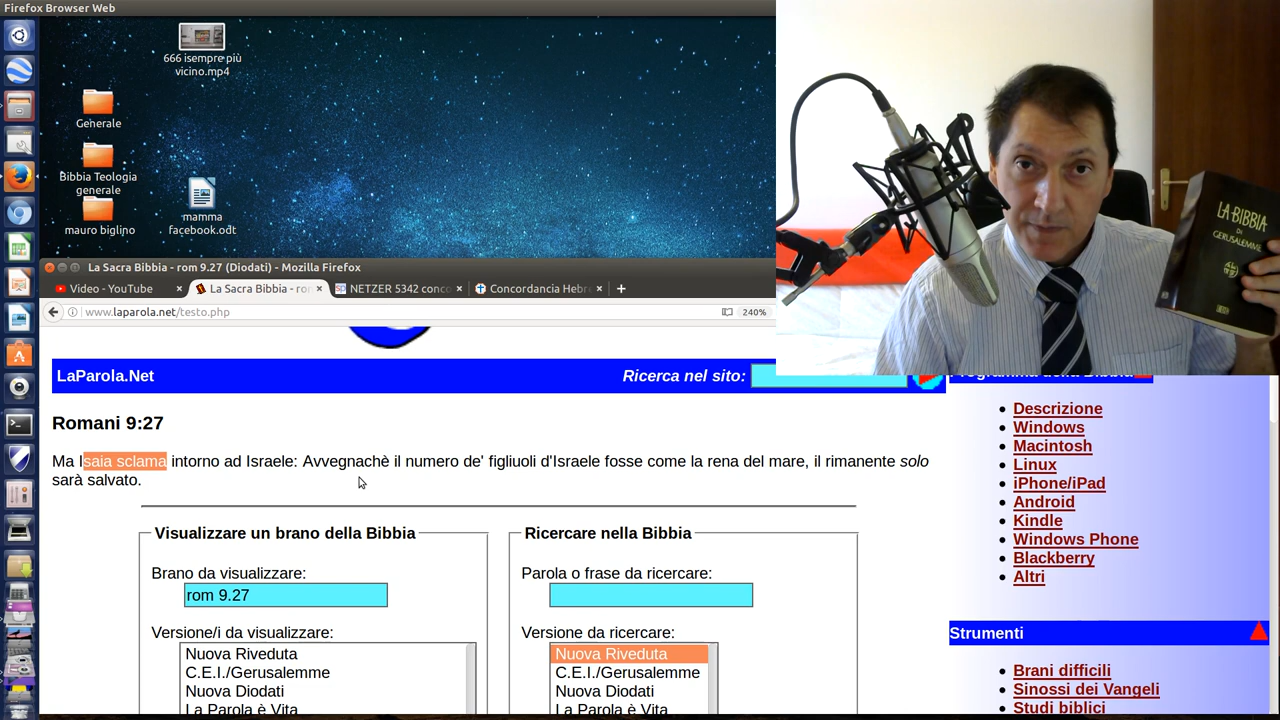 Firefox Browser Web
666 isempre più
vicino.mp4
Generale
Bibbia Teologia
generale
mauro biglino
mamma
facebook.odt
LA BIBBIA
DI
GERUSALEMME
La Sacra Bibbia - rom 9.27 (Diodati) - Mozilla Firefox
Video - YouTube
La Sacra Bibbia - ro
NETZER 5342 conco
Concordancia Hebre
www.laparola.net/testo.php
240%
LaParola.Net
Ricerca nel sito:
Programma della Bibbia
Romani 9:27
Ma Isaia sclama intorno ad Israele: Avvegnachè il numero de' figliuoli d'Israele fosse come la rena del mare, il rimanente solo
sarà salvato.
Visualizzare un brano della Bibbia
Brano da visualizzare:
rom 9.27
Versione/i da visualizzare:
Nuova Riveduta
C.E.I./Gerusalemme
Nuova Diodati
La Parola è Vita
Ricercare nella Bibbia
Parola o frase da ricercare:
Versione da ricercare:
Nuova Riveduta
C.E.I./Gerusalemme
Nuova Diodati
La Parola è Vita
Descrizione
Windows
Macintosh
Linux
iPhone/iPad
Android
Kindle
Windows Phone
Blackberry
Altri
Strumenti
Brani difficili
Sinossi dei Vangeli
Studi biblici